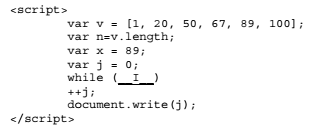 <script>
var v = [1, 20, 50, 67, 89, 100];
var n=v.length;
var x = 89;
var j = 0;
while (__I__)
++j;
document.write(j);
</script>